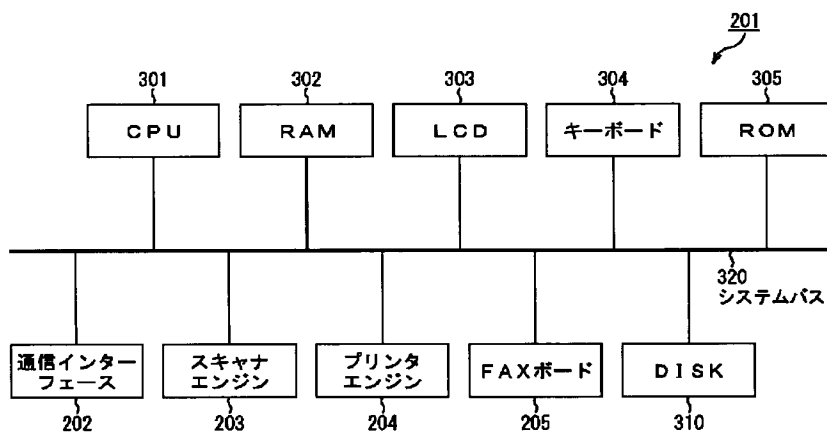 201
301
302
303
304
305
CPU
RAM
LCD
キーボード
ROM
320
システムバス
通信インター
フェース
スキャナ
エンジン
プリンタ
エンジン
FAXボード
DISK
202
203
204
205
310